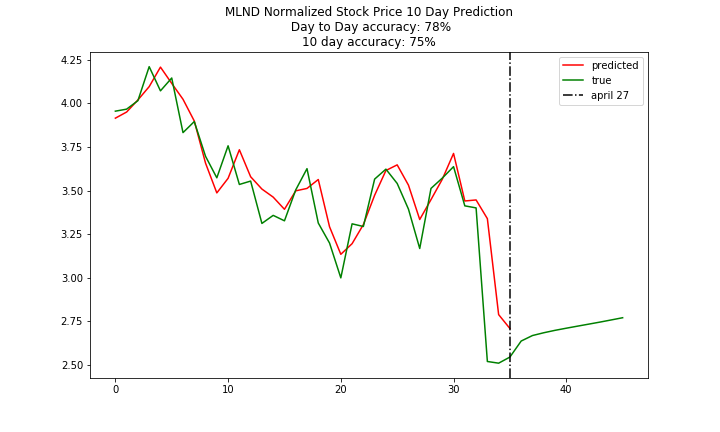 MLND Normalized Stock Price 10 Day Prediction
Day to Day accuracy: 78%
10 day accuracy: 75%
predicted
true
april 27
4.25
4.00
3.75
3.50
3.25
3.00
2.75
2.50
0 10 20 30 40